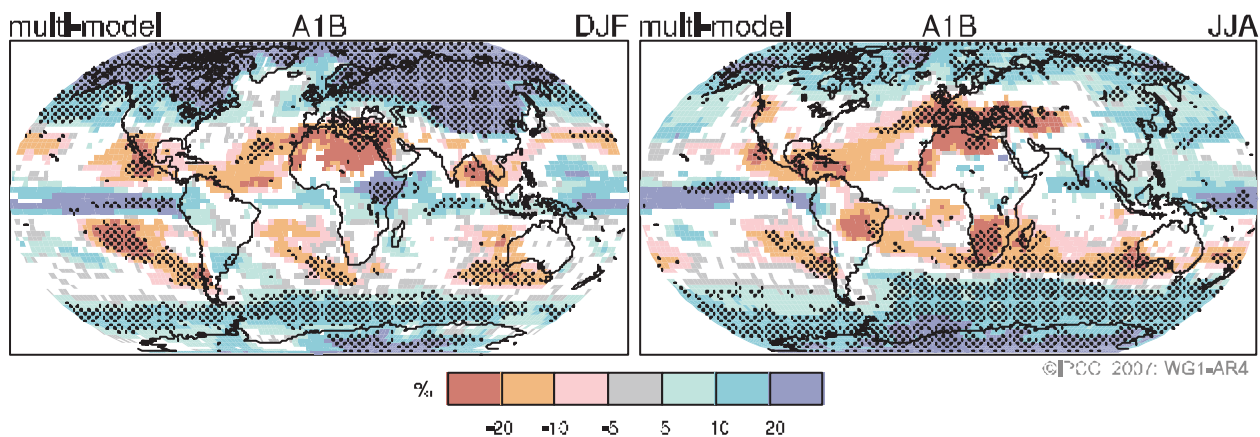 multi-model A1B DJF
multi-model A1B JJA
©IPCC 2007: WG1-AR4
%
-20 -10 -5 5 10 20